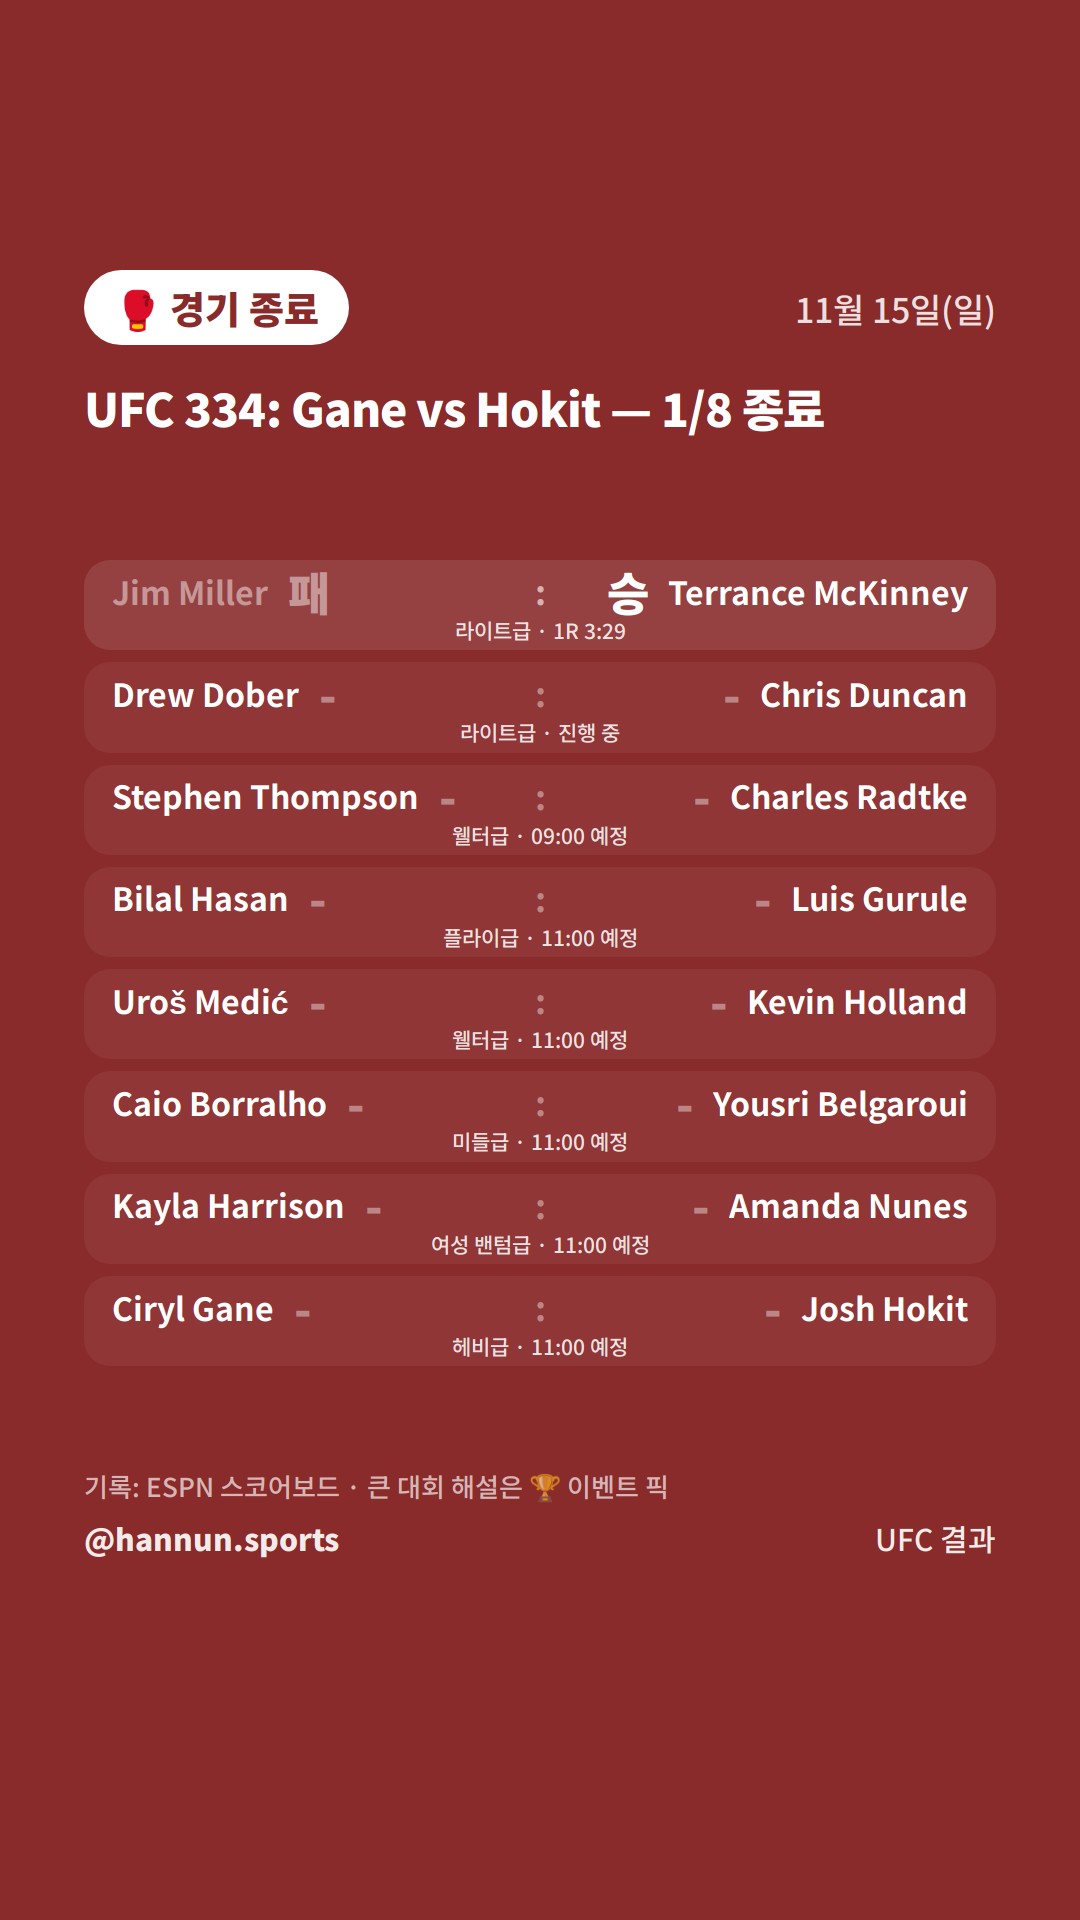 🥊 경기 종료
11월 15일(일)
UFC 334: Gane vs Hokit — 1/8 종료
Jim Miller 패 : 승 Terrance McKinney
라이트급 · 1R 3:29
Drew Dober - : - Chris Duncan
라이트급 · 진행 중
Stephen Thompson - : - Charles Radtke
웰터급 · 09:00 예정
Bilal Hasan - : - Luis Gurule
플라이급 · 11:00 예정
Uroš Medić - : - Kevin Holland
웰터급 · 11:00 예정
Caio Borralho - : - Yousri Belgaroui
미들급 · 11:00 예정
Kayla Harrison - : - Amanda Nunes
여성 밴텀급 · 11:00 예정
Ciryl Gane - : - Josh Hokit
헤비급 · 11:00 예정
기록: ESPN 스코어보드 · 큰 대회 해설은 🏆 이벤트 픽
@hannun.sports
UFC 결과